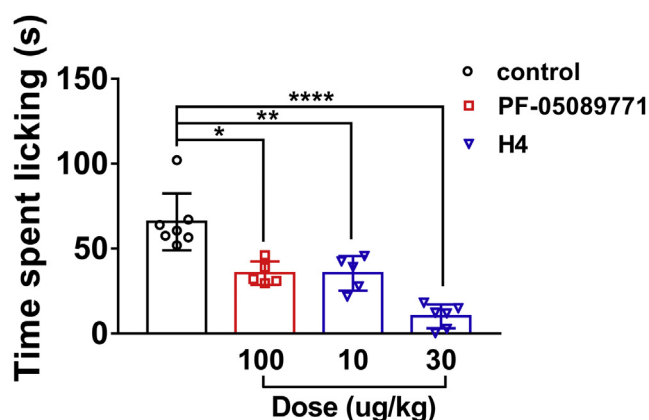 Time spent licking (s)
150
100
50
0
****
**
*
control
PF-05089771
H4
100 10 30
Dose (ug/kg)